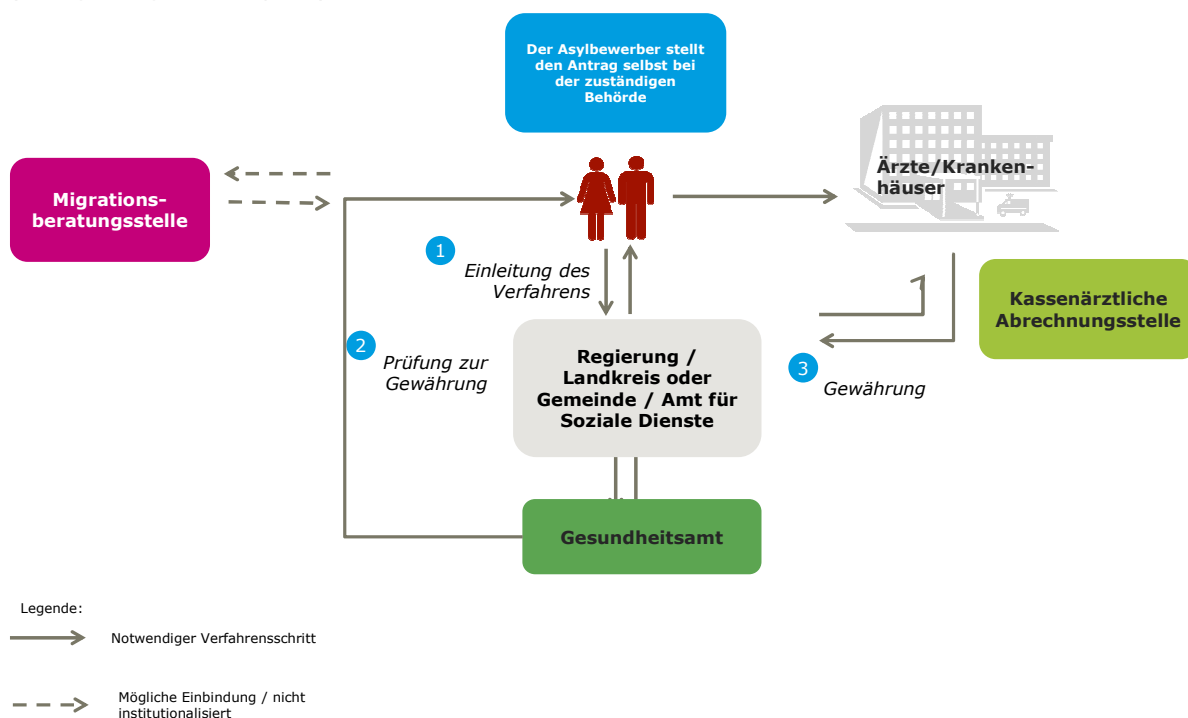 Der Asylbewerber stellt
den Antrag selbst bei
der zuständigen
Behörde
Ärzte/Kranken-
häuser
Migrations-
beratungsstelle
1
Einleitung des
Verfahrens
Kassenärztliche
Abrechnungsstelle
2
Prüfung zur
Gewährung
Regierung /
Landkreis oder
Gemeinde / Amt für
Soziale Dienste
3
Gewährung
Gesundheitsamt
Legende:
Notwendiger Verfahrensschritt
Mögliche Einbindung / nicht
institutionalisiert